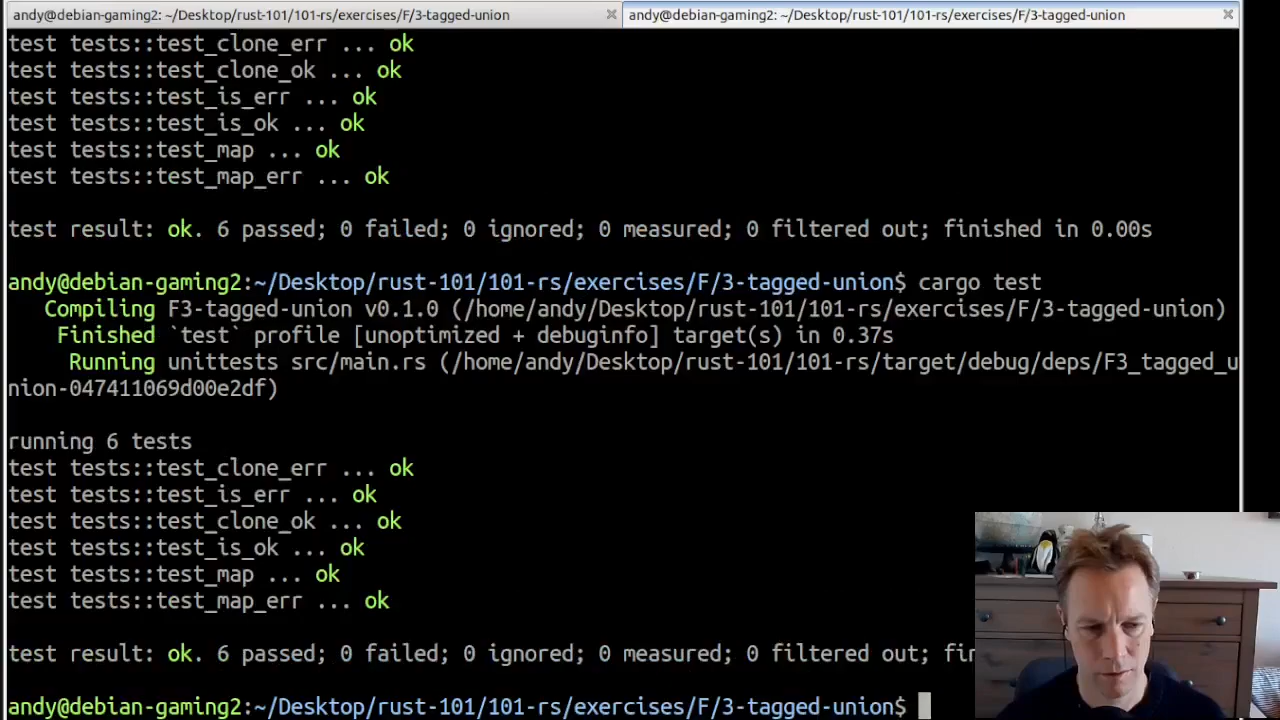 andy@debian-gaming2: ~/Desktop/rust-101/101-rs/exercises/F/3-tagged-union
andy@debian-gaming2: ~/Desktop/rust-101/101-rs/exercises/F/3-tagged-union
test tests::test_clone_err ... ok
test tests::test_clone_ok ... ok
test tests::test_is_err ... ok
test tests::test_is_ok ... ok
test tests::test_map ... ok
test tests::test_map_err ... ok
test result: ok. 6 passed; 0 failed; 0 ignored; 0 measured; 0 filtered out; finished in 0.00s
andy@debian-gaming2:~/Desktop/rust-101/101-rs/exercises/F/3-tagged-union$ cargo test
Compiling F3-tagged-union v0.1.0 (/home/andy/Desktop/rust-101/101-rs/exercises/F/3-tagged-union)
Finished `test` profile [unoptimized + debuginfo] target(s) in 0.37s
Running unittests src/main.rs (/home/andy/Desktop/rust-101/101-rs/target/debug/deps/F3_tagged_u
nion-047411069d00e2df)
running 6 tests
test tests::test_clone_err ... ok
test tests::test_is_err ... ok
test tests::test_clone_ok ... ok
test tests::test_is_ok ... ok
test tests::test_map ... ok
test tests::test_map_err ... ok
test result: ok. 6 passed; 0 failed; 0 ignored; 0 measured; 0 filtered out;
andy@debian-gaming2:~/Desktop/rust-101/101-rs/exercises/F/3-tagged-union$